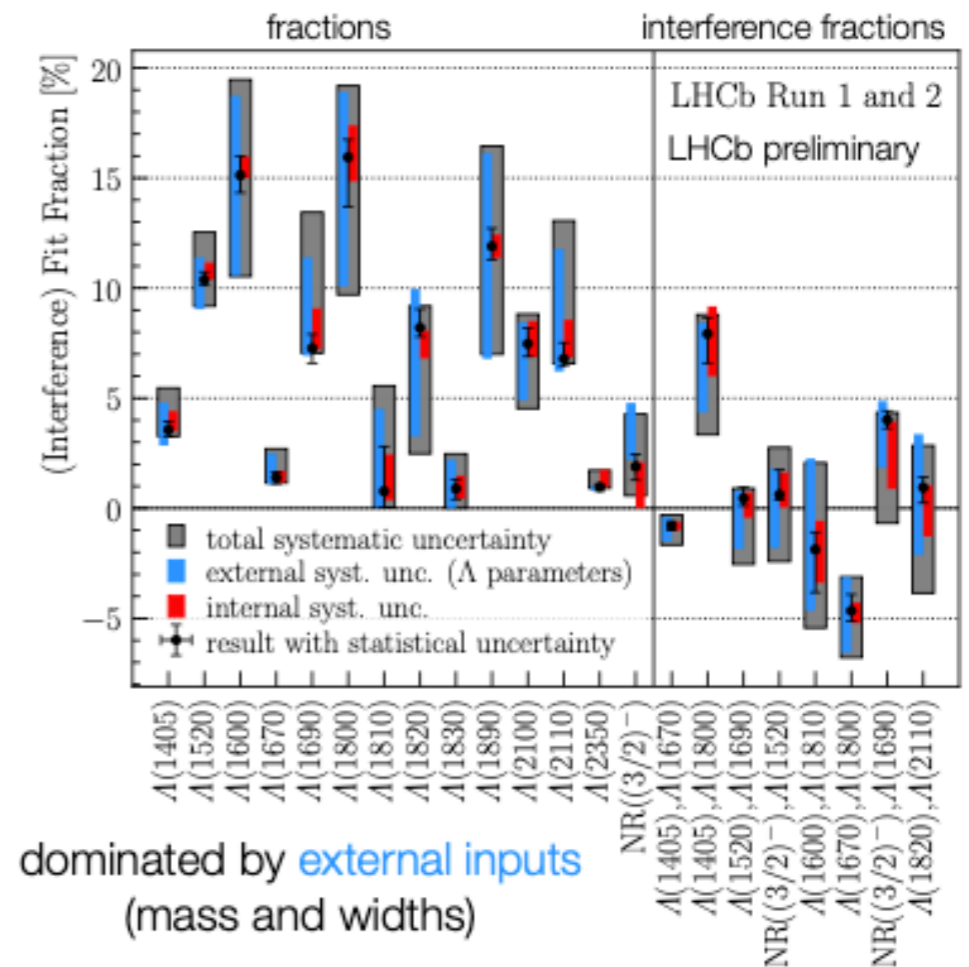 fractions
interference fractions
(Interference) Fit Fraction [%]
20
15
10
5
0
−5
LHCb Run 1 and 2
LHCb preliminary
total systematic uncertainty
external syst. unc. (Λ parameters)
internal syst. unc.
result with statistical uncertainty
Λ(1405)
Λ(1520)
Λ(1600)
Λ(1670)
Λ(1690)
Λ(1800)
Λ(1810)
Λ(1820)
Λ(1830)
Λ(1890)
Λ(2100)
Λ(2110)
Λ(2350)
NR((3/2)⁻)
Λ(1405),Λ(1670)
Λ(1405),Λ(1800)
Λ(1520),Λ(1690)
NR((3/2)⁻),Λ(1520)
Λ(1600),Λ(1810)
Λ(1670),Λ(1800)
NR((3/2)⁻),Λ(1690)
Λ(1820),Λ(2110)
dominated by external inputs
(mass and widths)